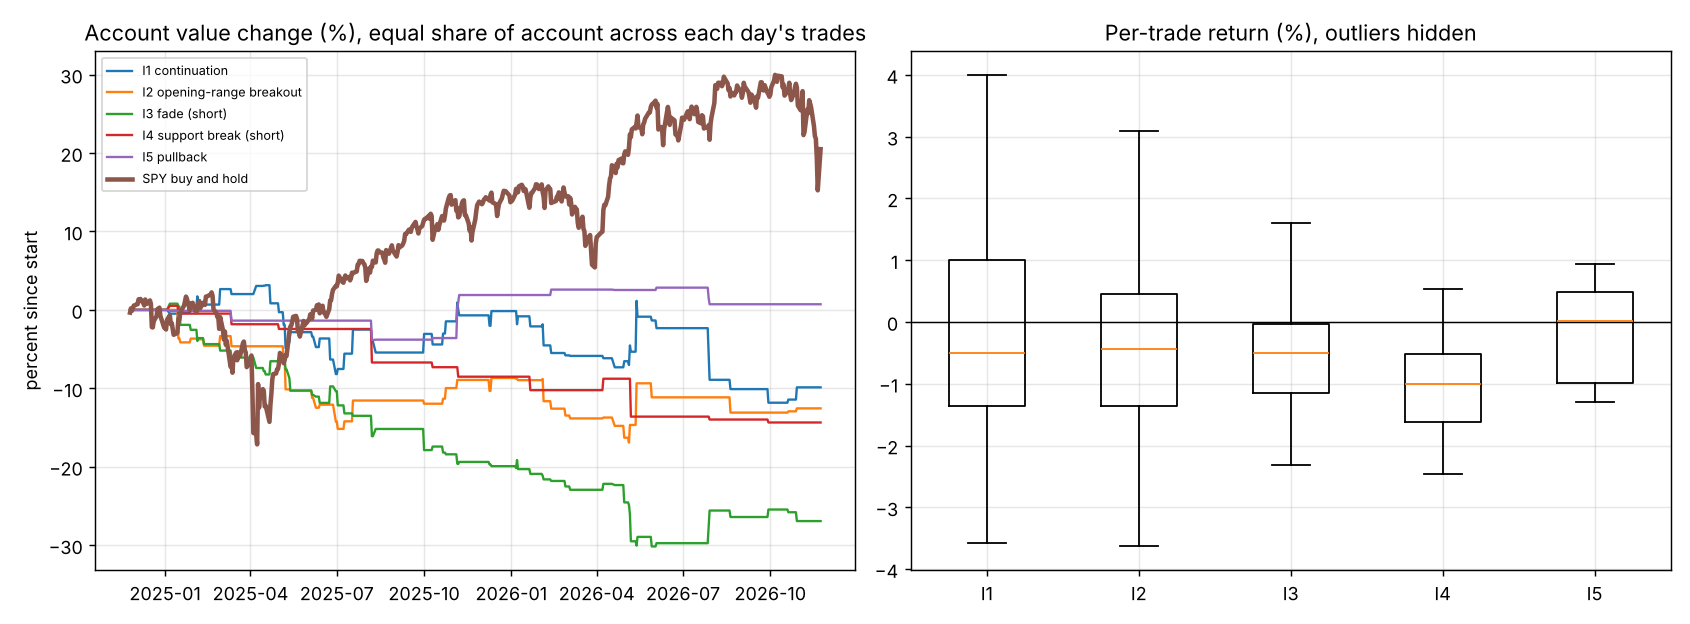 Account value change (%), equal share of account across each day's trades
I1 continuation
I2 opening-range breakout
I3 fade (short)
I4 support break (short)
I5 pullback
SPY buy and hold
percent since start
30
20
10
0
−10
−20
−30
2025-01
2025-04
2025-07
2025-10
2026-01
2026-04
2026-07
2026-10
Per-trade return (%), outliers hidden
4
3
2
1
0
−1
−2
−3
−4
I1
I2
I3
I4
I5